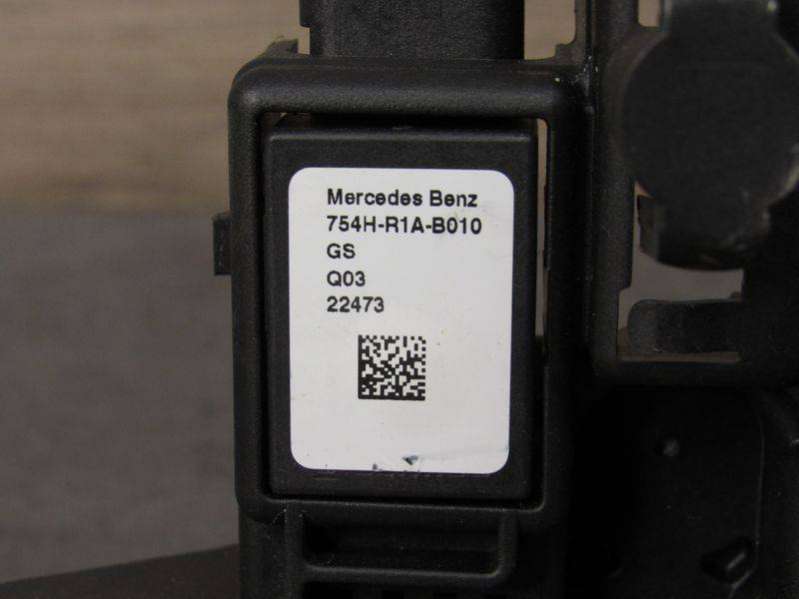 Mercedes Benz
754H-R1A-B010
GS
Q03
22473